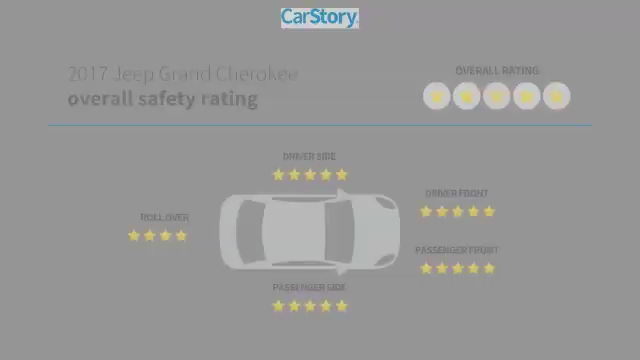 CarStory
2017 Jeep Grand Cherokee
overall safety rating
OVERALL RATING
DRIVER SIDE
DRIVER FRONT
ROLLOVER
PASSENGER FRONT
PASSENGER SIDE